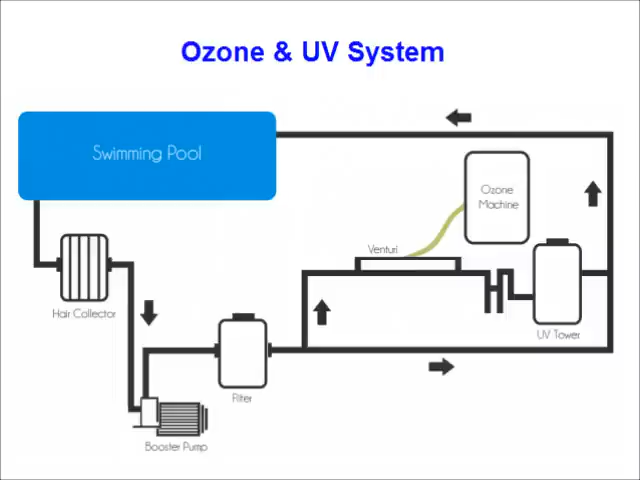 Ozone & UV System
Swimming Pool
Ozone
Machine
Venturi
Hair Collector
UV Tower
Filter
Booster Pump